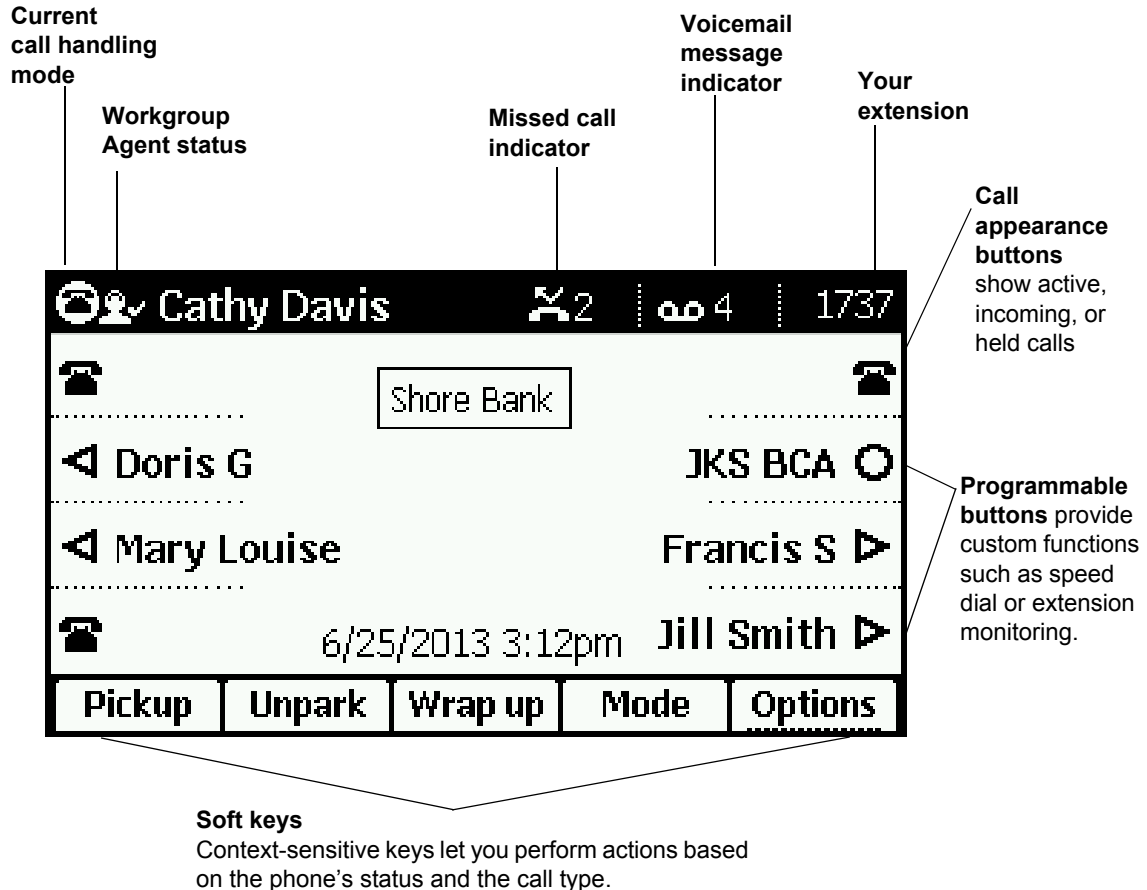 Current
call handling
mode
Workgroup
Agent status
Missed call
indicator
Voicemail
message
indicator
Your
extension
Call
appearance
buttons
show active,
incoming, or
held calls
Cathy Davis 2 4 1737
Shore Bank
Doris G JKS BCA
Mary Louise Francis S
6/25/2013 3:12pm Jill Smith
Pickup Unpark Wrap up Mode Options
Programmable
buttons provide
custom functions
such as speed
dial or extension
monitoring.
Soft keys
Context-sensitive keys let you perform actions based
on the phone's status and the call type.